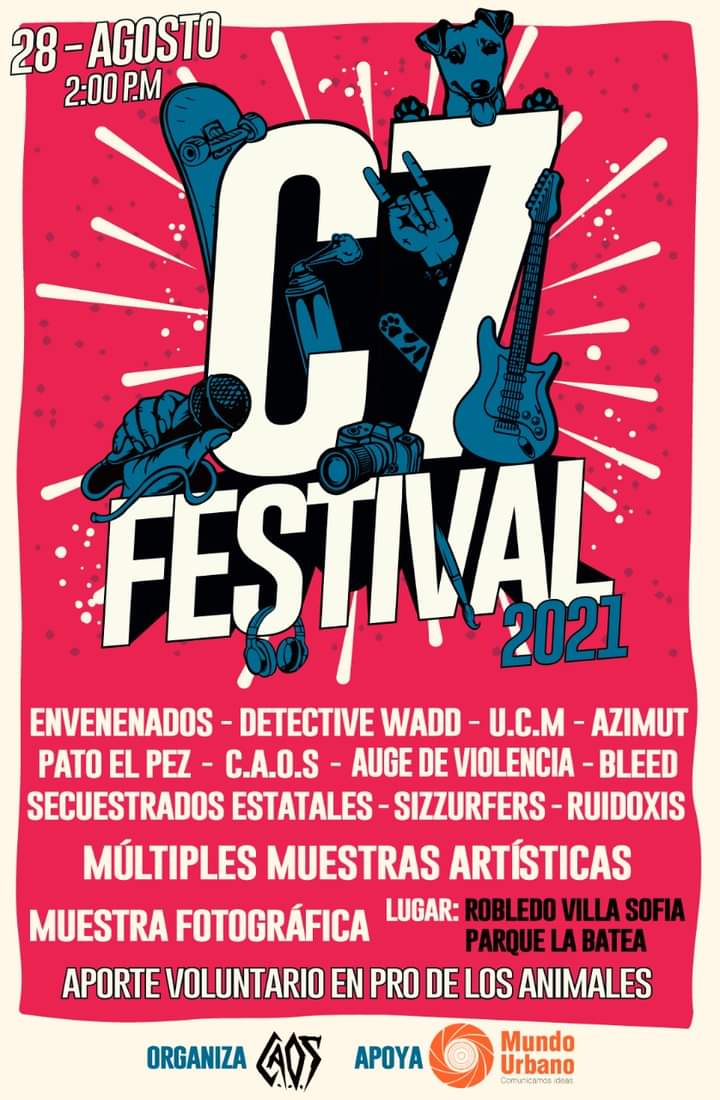 28 - AGOSTO
2:00 P.M
C7
FESTIVAL
2021
ENVENENADOS - DETECTIVE WADD - U.C.M - AZIMUT
PATO EL PEZ - C.A.O.S - AUGE DE VIOLENCIA - BLEED
SECUESTRADOS ESTATALES - SIZZURFERS - RUIDOXIS
MÚLTIPLES MUESTRAS ARTÍSTICAS
MUESTRA FOTOGRÁFICA
LUGAR: ROBLEDO VILLA SOFIA
PARQUE LA BATEA
APORTE VOLUNTARIO EN PRO DE LOS ANIMALES
ORGANIZA C.A.O.S
APOYA Mundo
Urbano
Comunicamos ideas